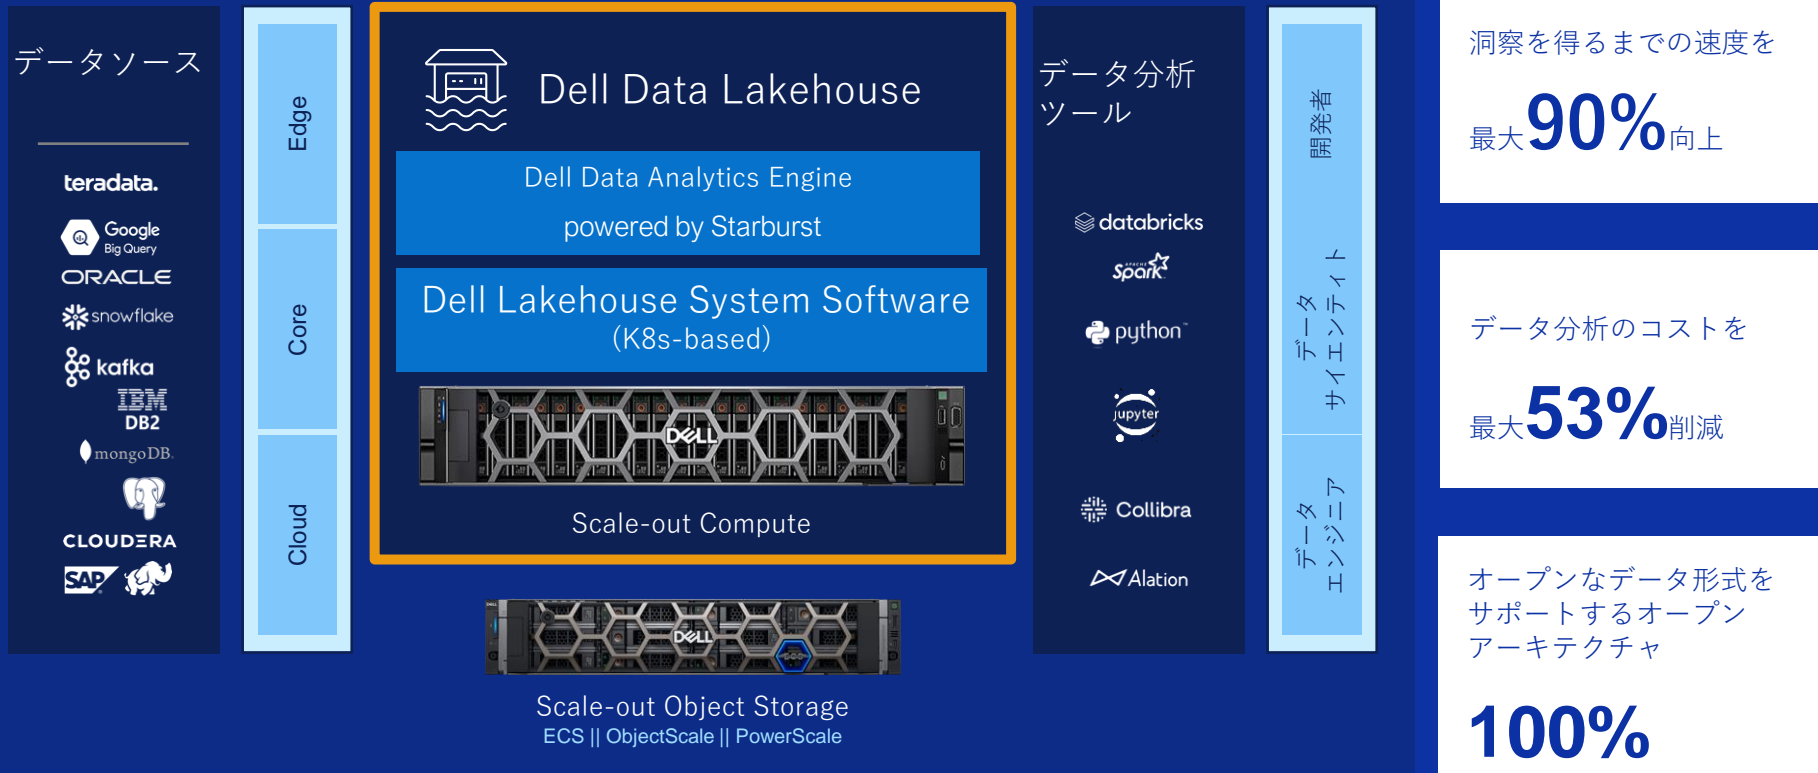 データソース
teradata.
Google
Big Query
ORACLE
snowflake
kafka
IBM
DB2
mongoDB.
CLOUDERA
SAP
Edge
Core
Cloud
Dell Data Lakehouse
Dell Data Analytics Engine
powered by Starburst
Dell Lakehouse System Software
(K8s-based)
DELL
Scale-out Compute
DELL
Scale-out Object Storage
ECS || ObjectScale || PowerScale
データ分析
ツール
databricks
APACHE
Spark
python
jupyter
Collibra
Alation
開発者
データ
サイエンティト
データ
エンジニア
洞察を得るまでの速度を
最大90%向上
データ分析のコストを
最大53%削減
オープンなデータ形式を
サポートするオープン
アーキテクチャ
100%